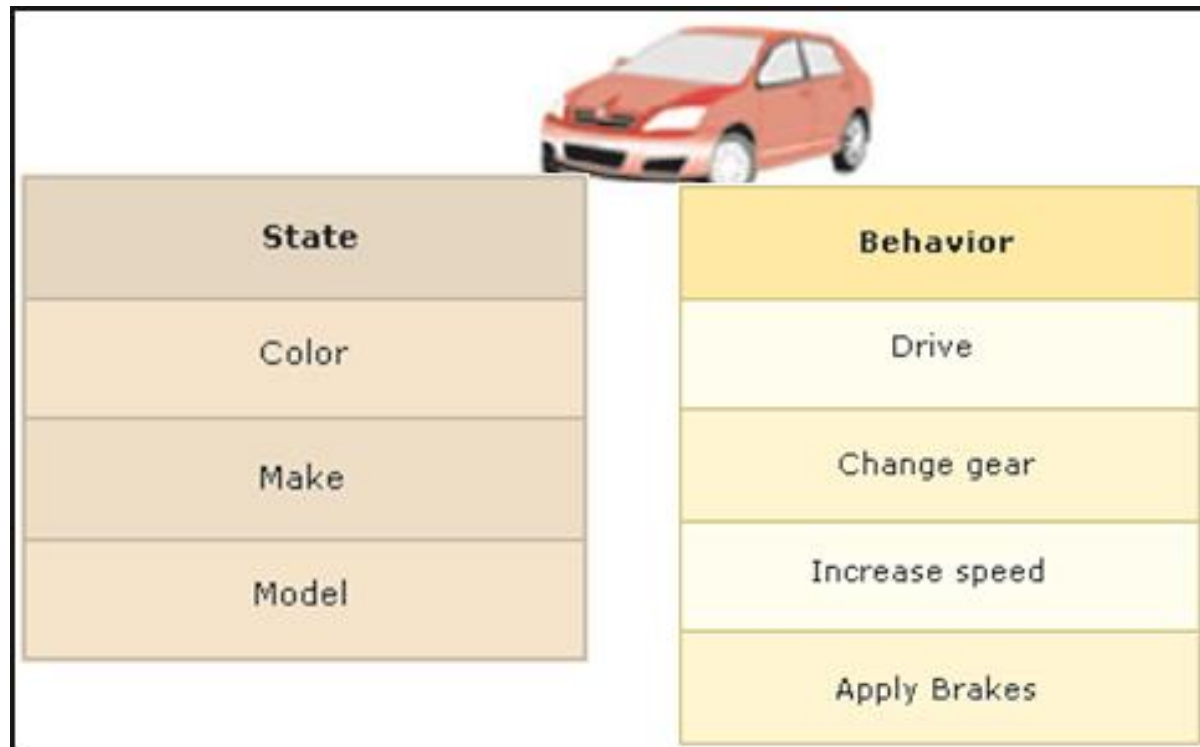 State
Color
Make
Model
Behavior
Drive
Change gear
Increase speed
Apply Brakes